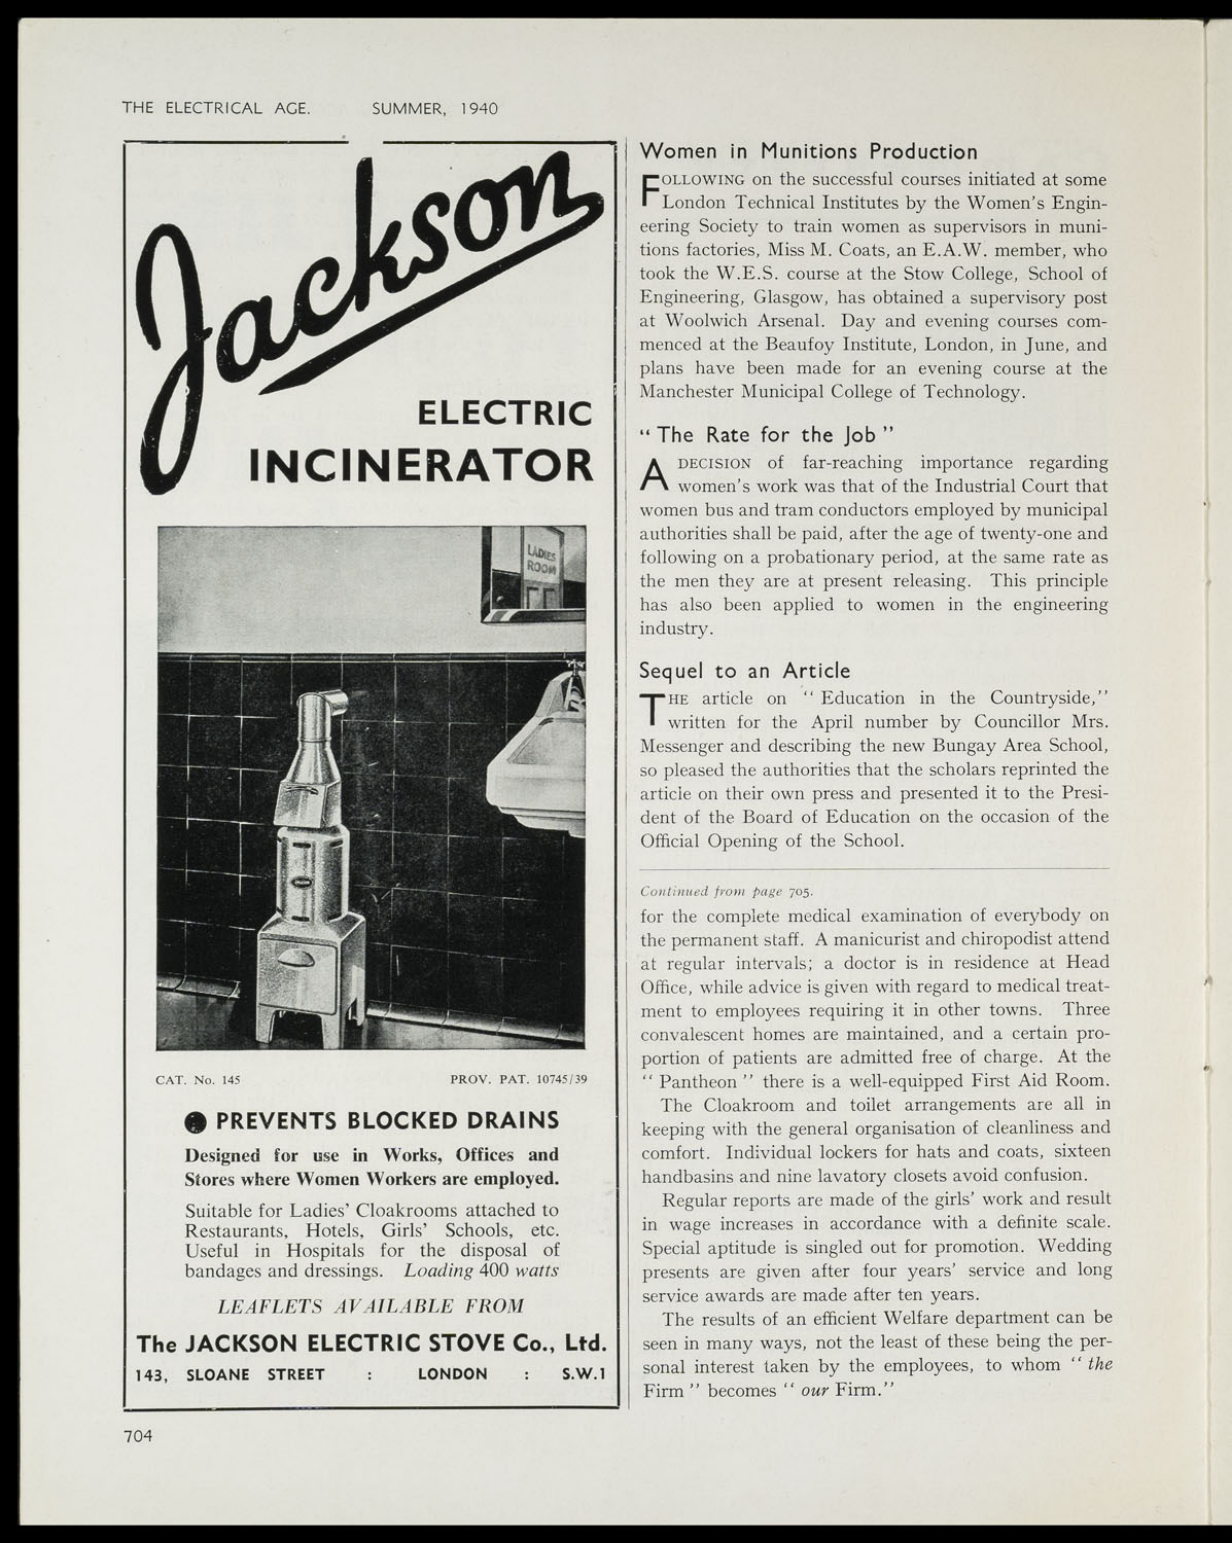 THE ELECTRICAL AGE. SUMMER, 1940
Jackson
ELECTRIC
INCINERATOR
LADIES
ROOM
CAT. No. 145 PROV. PAT. 10745/39
● PREVENTS BLOCKED DRAINS
Designed for use in Works, Offices and
Stores where Women Workers are employed.
Suitable for Ladies' Cloakrooms attached to
Restaurants, Hotels, Girls' Schools, etc.
Useful in Hospitals for the disposal of
bandages and dressings. Loading 400 watts
LEAFLETS AVAILABLE FROM
The JACKSON ELECTRIC STOVE Co., Ltd.
143, SLOANE STREET : LONDON : S.W.1
704
Women in Munitions Production
FOLLOWING on the successful courses initiated at some
London Technical Institutes by the Women's Engin-
eering Society to train women as supervisors in muni-
tions factories, Miss M. Coats, an E.A.W. member, who
took the W.E.S. course at the Stow College, School of
Engineering, Glasgow, has obtained a supervisory post
at Woolwich Arsenal. Day and evening courses com-
menced at the Beaufoy Institute, London, in June, and
plans have been made for an evening course at the
Manchester Municipal College of Technology.
" The Rate for the Job "
A DECISION of far-reaching importance regarding
women's work was that of the Industrial Court that
women bus and tram conductors employed by municipal
authorities shall be paid, after the age of twenty-one and
following on a probationary period, at the same rate as
the men they are at present releasing. This principle
has also been applied to women in the engineering
industry.
Sequel to an Article
THE article on " Education in the Countryside,"
written for the April number by Councillor Mrs.
Messenger and describing the new Bungay Area School,
so pleased the authorities that the scholars reprinted the
article on their own press and presented it to the Presi-
dent of the Board of Education on the occasion of the
Official Opening of the School.
Continued from page 705.
for the complete medical examination of everybody on
the permanent staff. A manicurist and chiropodist attend
at regular intervals; a doctor is in residence at Head
Office, while advice is given with regard to medical treat-
ment to employees requiring it in other towns. Three
convalescent homes are maintained, and a certain pro-
portion of patients are admitted free of charge. At the
" Pantheon " there is a well-equipped First Aid Room.
The Cloakroom and toilet arrangements are all in
keeping with the general organisation of cleanliness and
comfort. Individual lockers for hats and coats, sixteen
handbasins and nine lavatory closets avoid confusion.
Regular reports are made of the girls' work and result
in wage increases in accordance with a definite scale.
Special aptitude is singled out for promotion. Wedding
presents are given after four years' service and long
service awards are made after ten years.
The results of an efficient Welfare department can be
seen in many ways, not the least of these being the per-
sonal interest taken by the employees, to whom " the
Firm " becomes " our Firm."